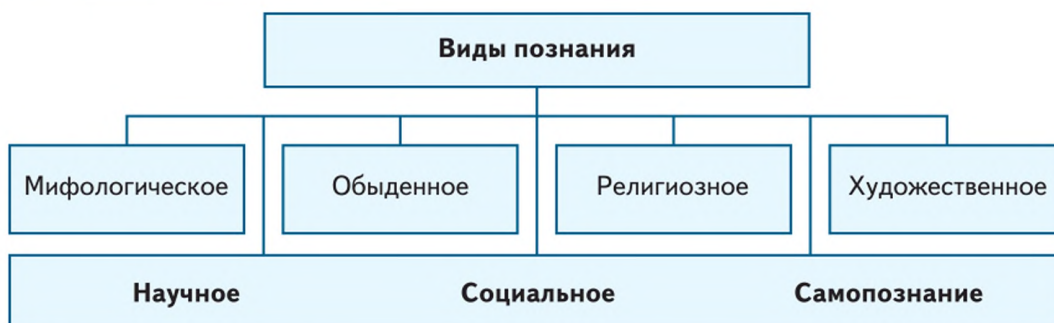 Виды познания
Мифологическое
Обыденное
Религиозное
Художественное
Научное
Социальное
Самопознание